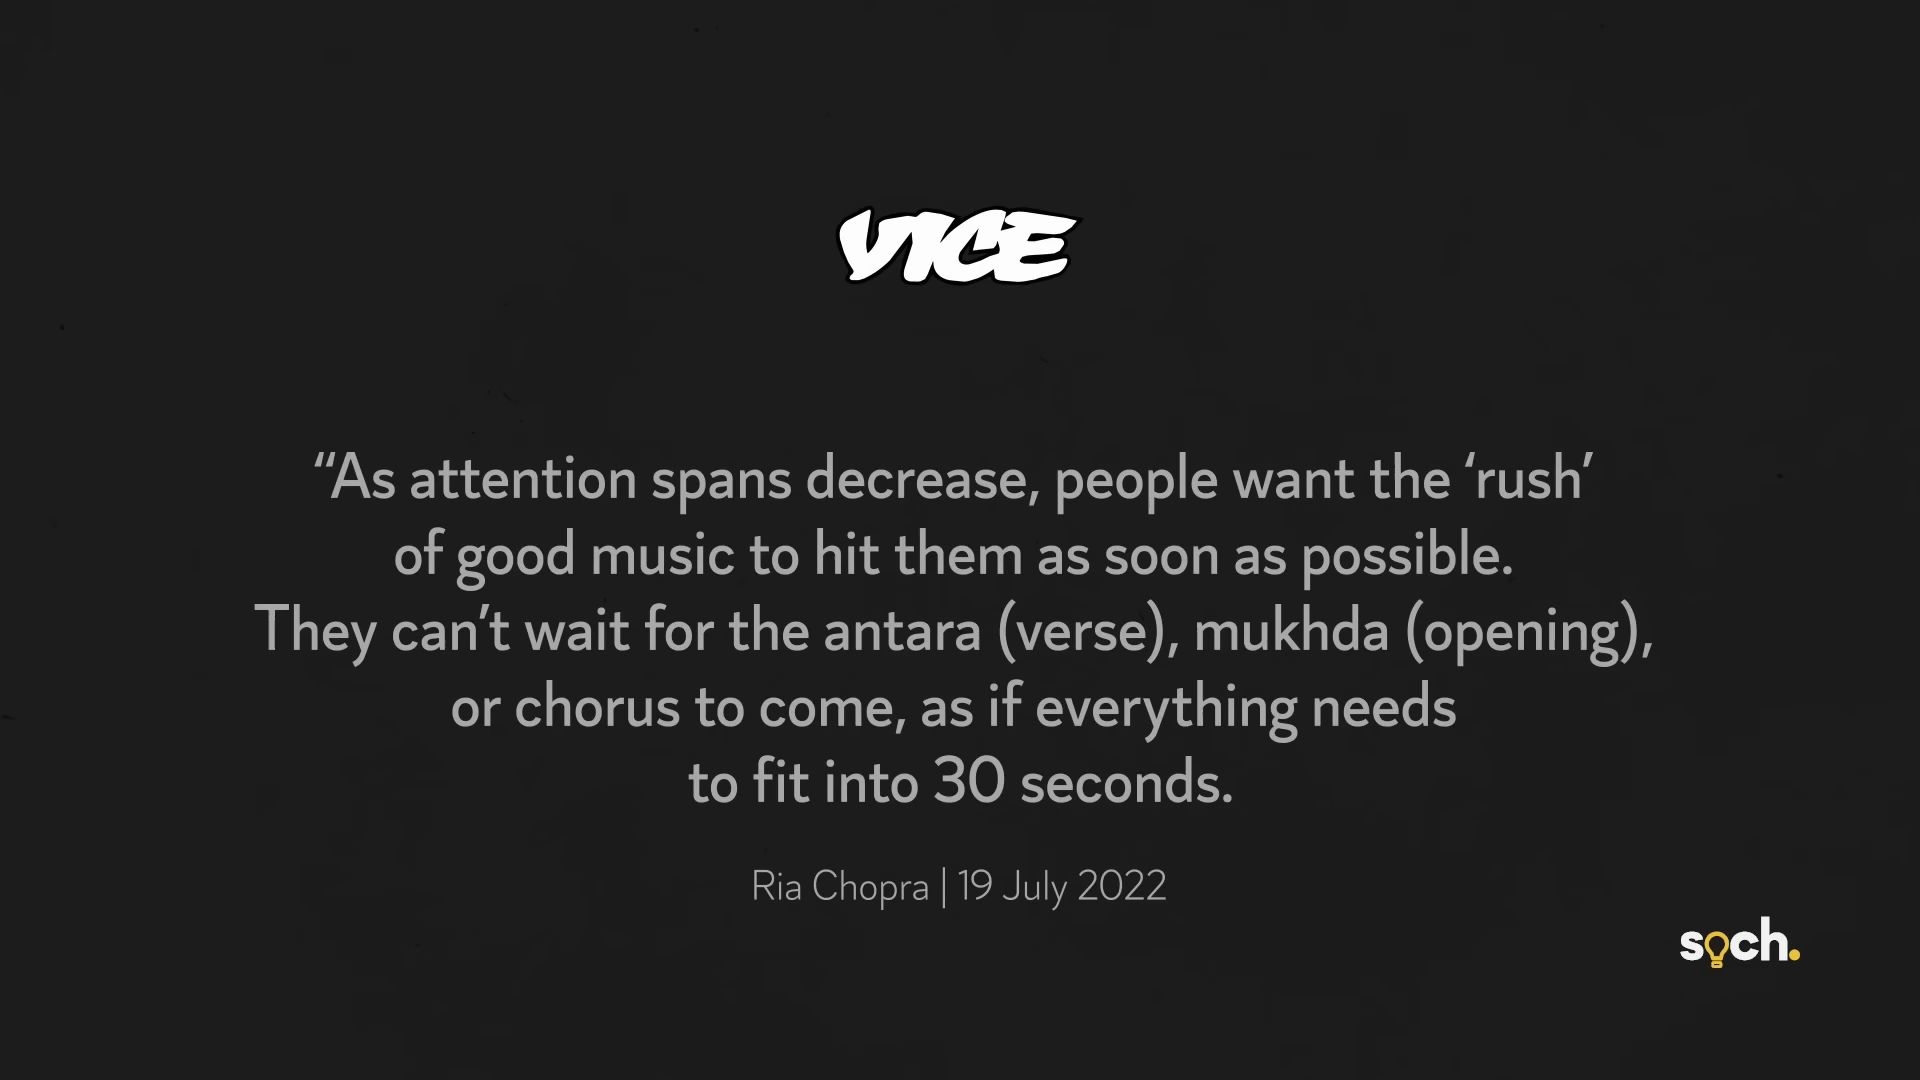 VICE
“As attention spans decrease, people want the ‘rush’
of good music to hit them as soon as possible.
They can’t wait for the antara (verse), mukhda (opening),
or chorus to come, as if everything needs
to fit into 30 seconds.
Ria Chopra | 19 July 2022
soch.